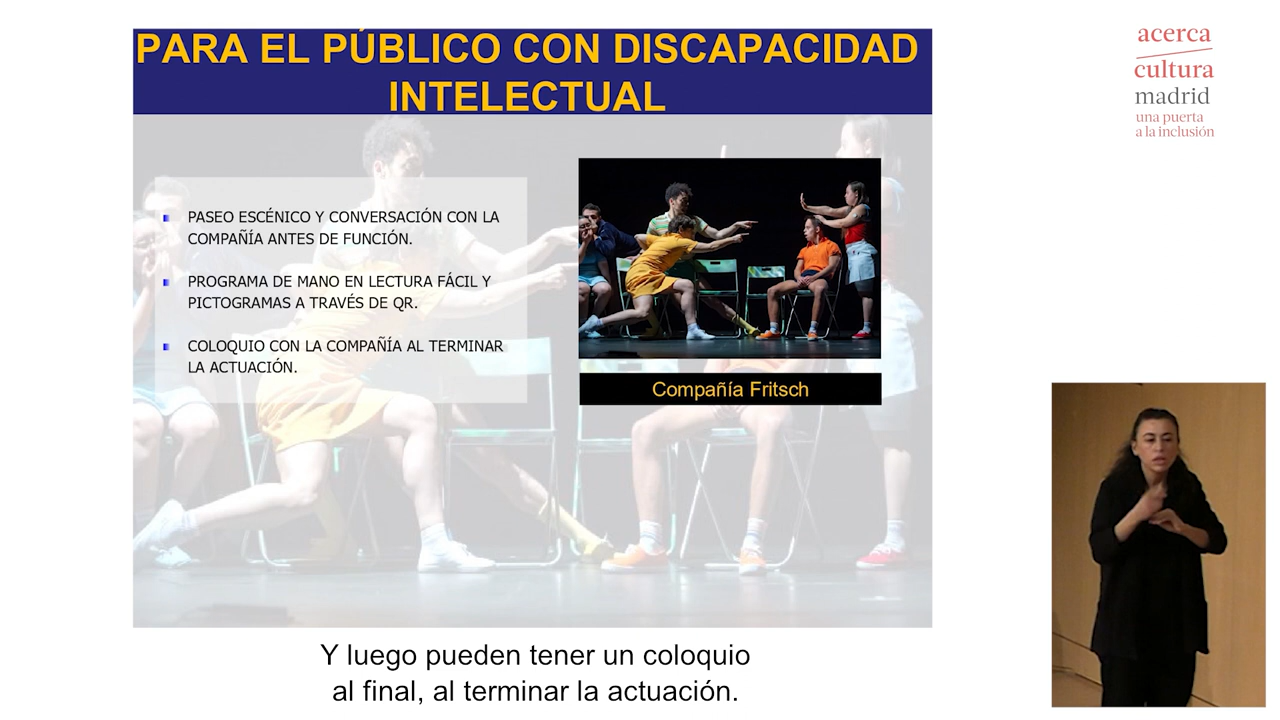 PARA EL PÚBLICO CON DISCAPACIDAD
INTELECTUAL
PASEO ESCÉNICO Y CONVERSACIÓN CON LA
COMPAÑÍA ANTES DE FUNCIÓN.
PROGRAMA DE MANO EN LECTURA FÁCIL Y
PICTOGRAMAS A TRAVÉS DE QR.
COLOQUIO CON LA COMPAÑÍA AL TERMINAR
LA ACTUACIÓN.
Compañía Fritsch
acerca
cultura
madrid
una puerta
a la inclusión
Y luego pueden tener un coloquio
al final, al terminar la actuación.